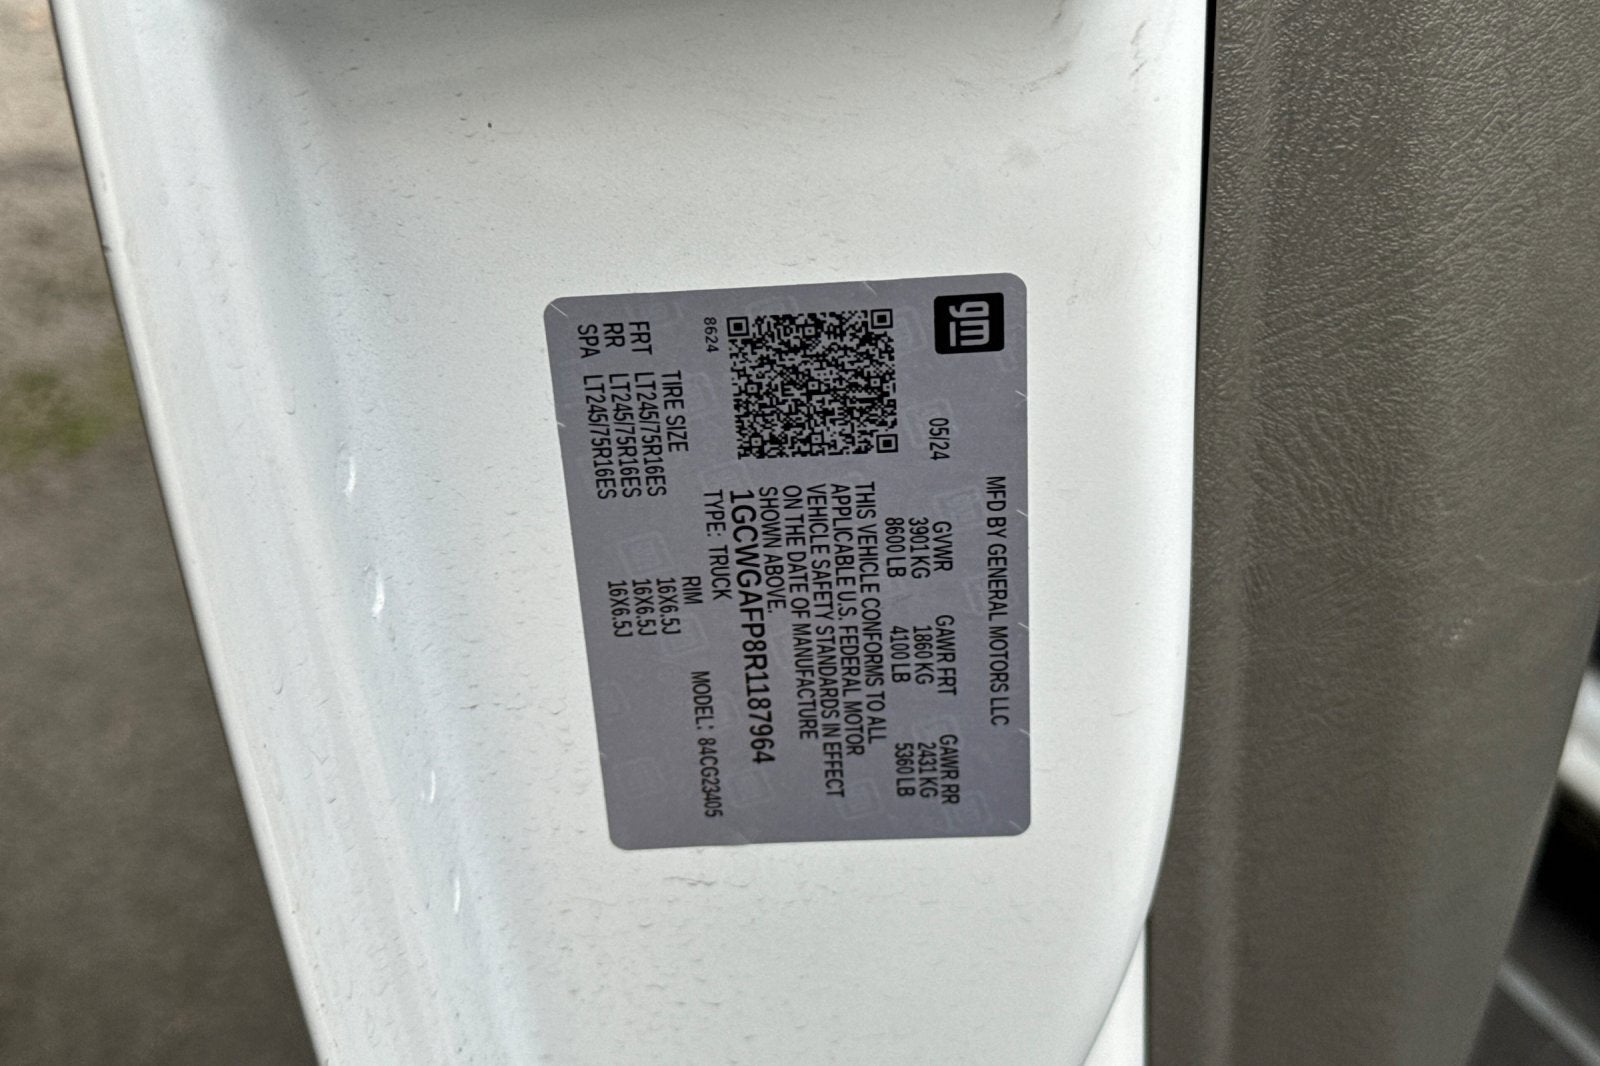 gm
MFD BY GENERAL MOTORS LLC
05/24
GVWR GAWR FRT GAWR RR
3901 KG 1860 KG 2431 KG
8600 LB 4100 LB 5360 LB
THIS VEHICLE CONFORMS TO ALL
APPLICABLE U.S. FEDERAL MOTOR
VEHICLE SAFETY STANDARDS IN EFFECT
ON THE DATE OF MANUFACTURE
SHOWN ABOVE.
1GCWGAFP8R1187964
8624
TYPE: TRUCK MODEL: 84CG23405
TIRE SIZE RIM
FRT LT245/75R16ES 16X6.5J
RR LT245/75R16ES 16X6.5J
SPA LT245/75R16ES 16X6.5J